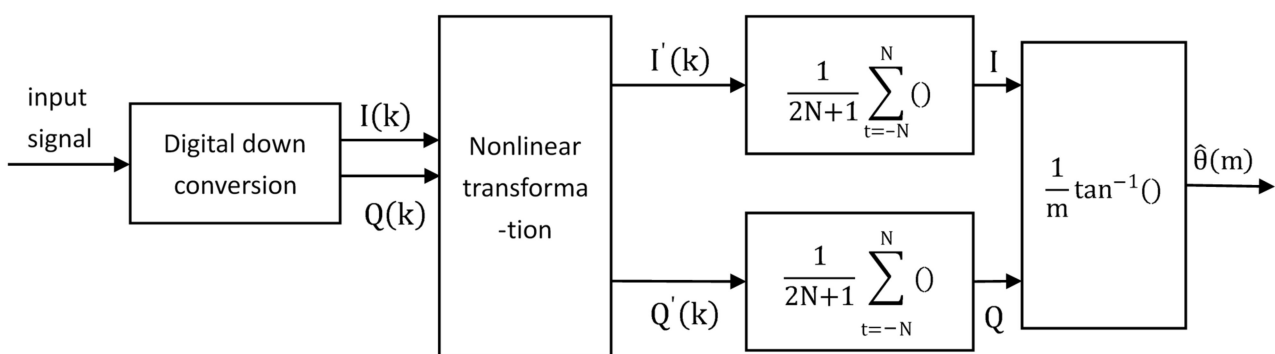 input
signal
Digital down
conversion
I(k)
Q(k)
Nonlinear
transforma
-tion
I'(k)
Q'(k)
N
1/2N+1 ∑ ()
t=-N
I
N
1/2N+1 ∑ ()
t=-N
Q
1/m tan⁻¹()
θ̂(m)